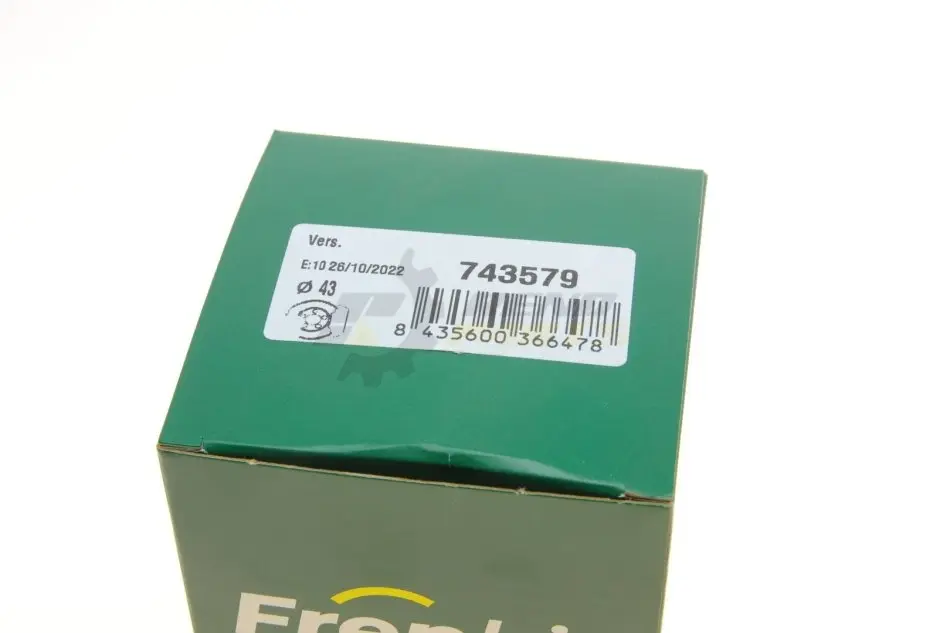 Vers.
E:10 26/10/2022
743579
Ø 43
8 435600 366478